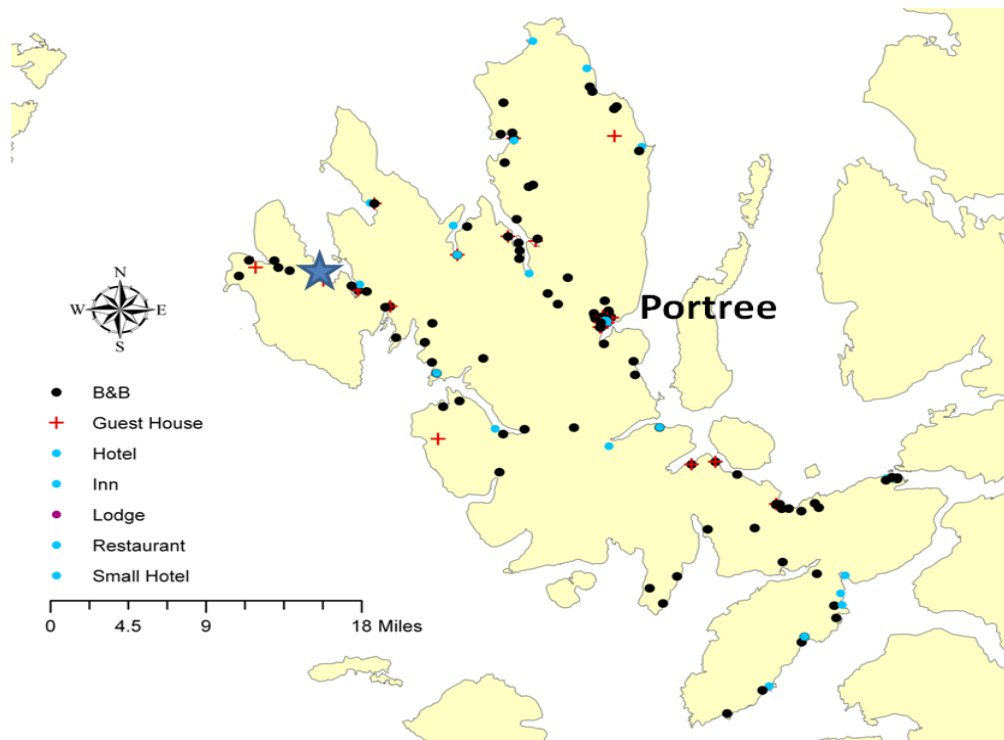 Portree
N
W E
S
B&B
Guest House
Hotel
Inn
Lodge
Restaurant
Small Hotel
0 4.5 9 18 Miles